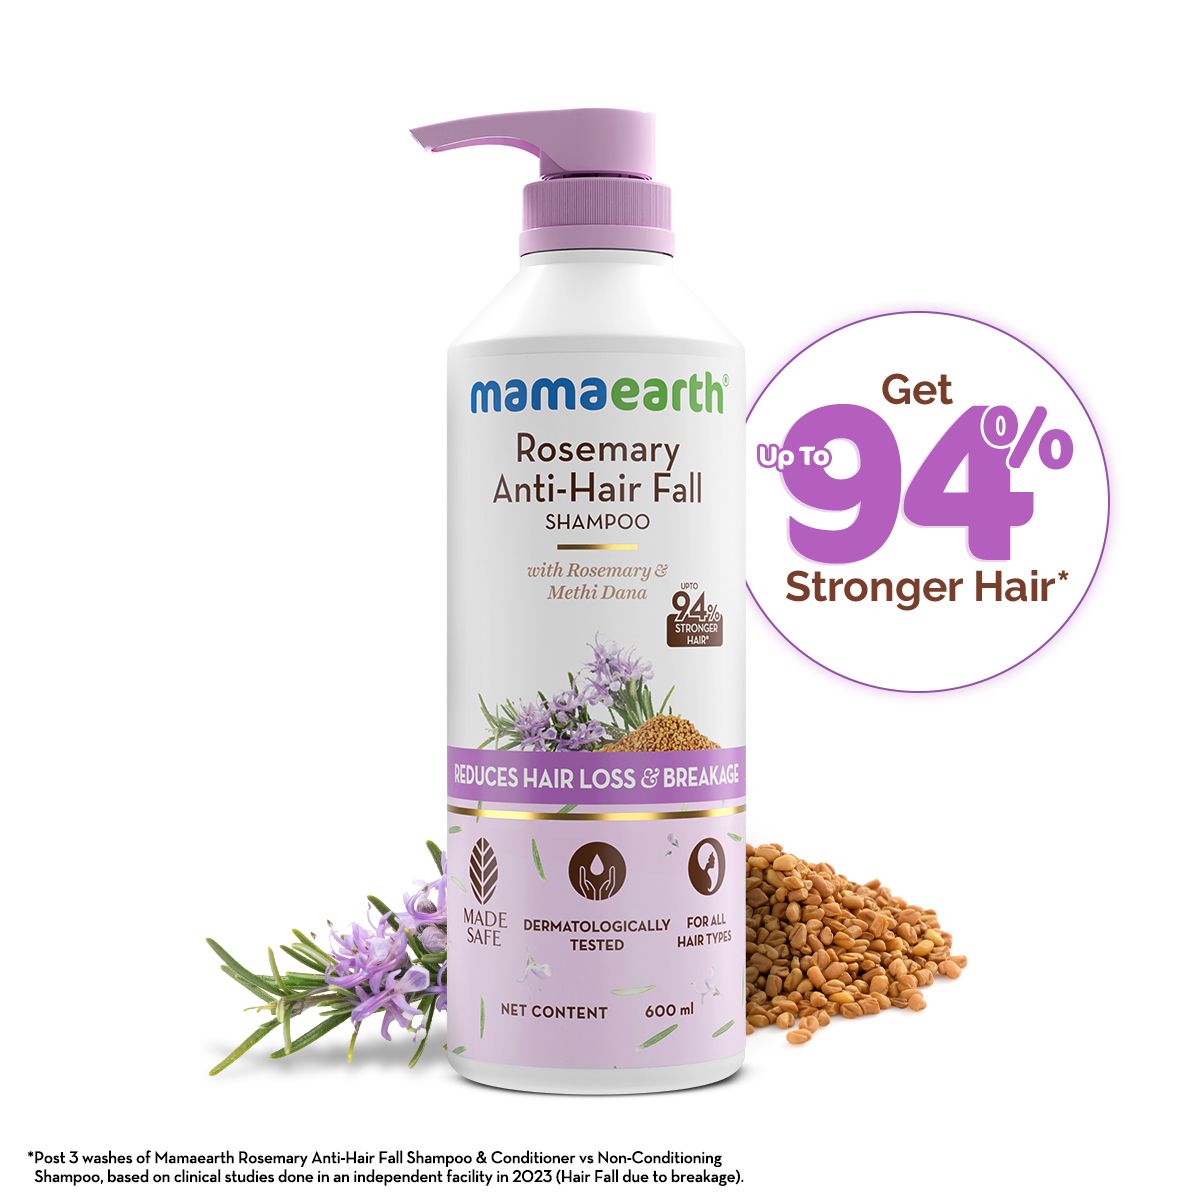 mamaearth®
Rosemary
Anti-Hair Fall
SHAMPOO
with Rosemary &
Methi Dana
UPTO
94%
STRONGER
HAIR*
REDUCES HAIR LOSS & BREAKAGE
MADE
SAFE
DERMATOLOGICALLY
TESTED
FOR ALL
HAIR TYPES
NET CONTENT 600 ml
Get
Up To
94%
Stronger Hair*
*Post 3 washes of Mamaearth Rosemary Anti-Hair Fall Shampoo & Conditioner vs Non-Conditioning
Shampoo, based on clinical studies done in an independent facility in 2023 (Hair Fall due to breakage).